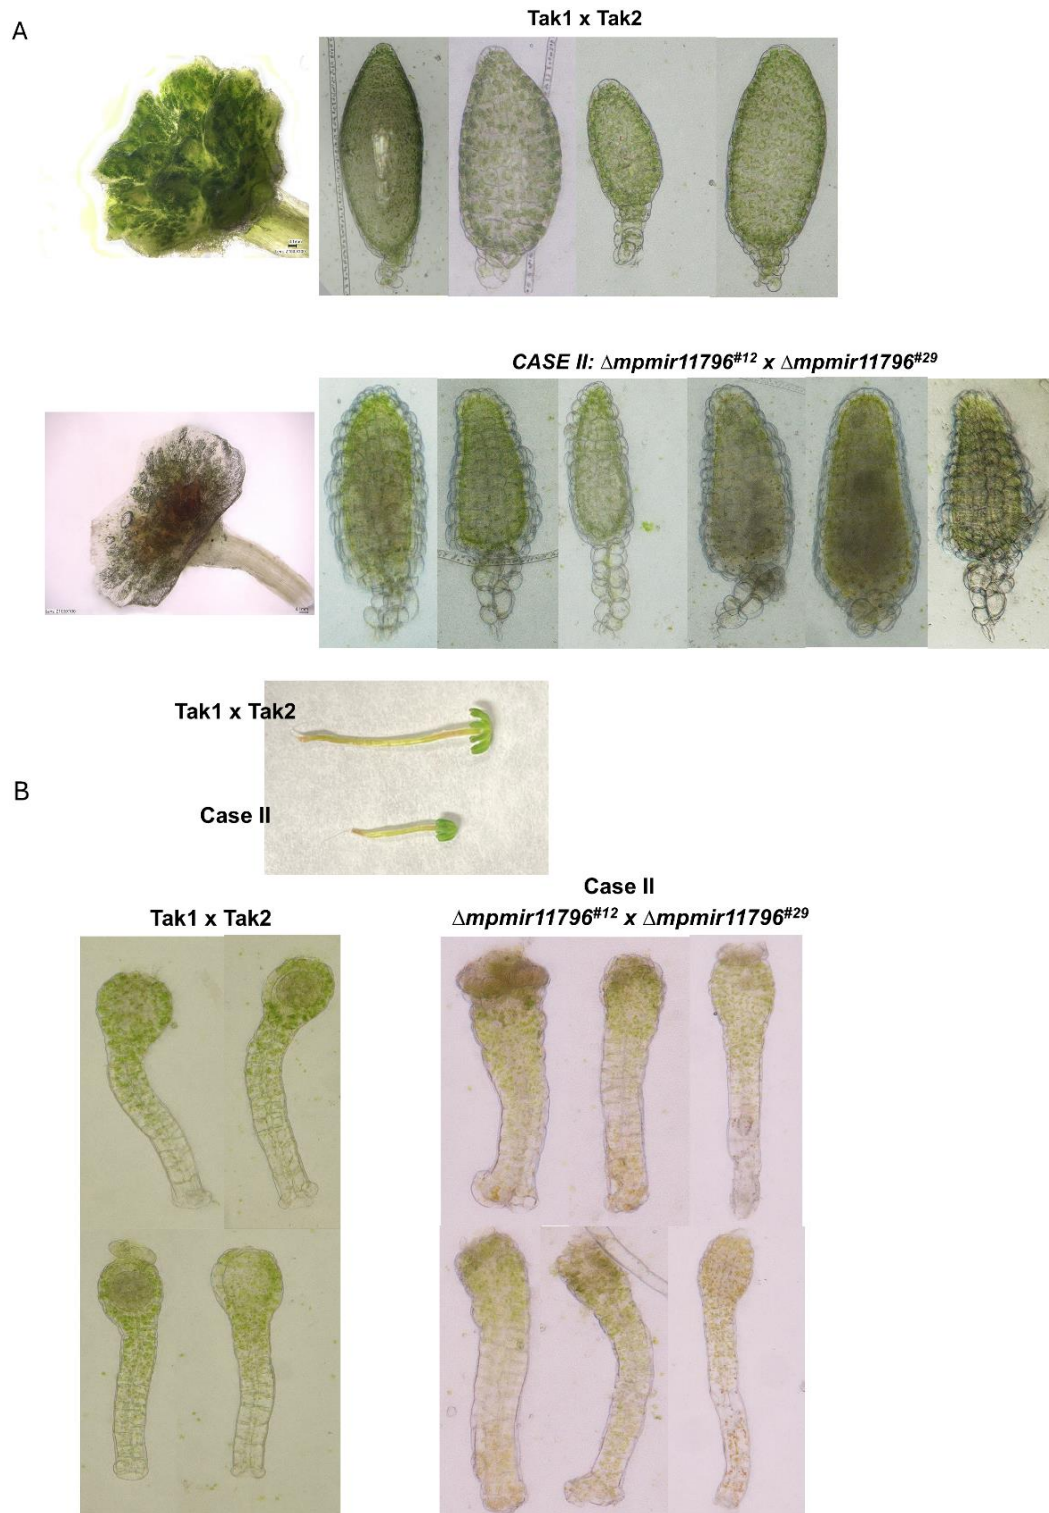 A
Tak1 x Tak2
CASE II: Δmpmir11796#12 x Δmpmir11796#29
Tak1 x Tak2
B
Case II
Case II
Tak1 x Tak2
Δmpmir11796#12 x Δmpmir11796#29